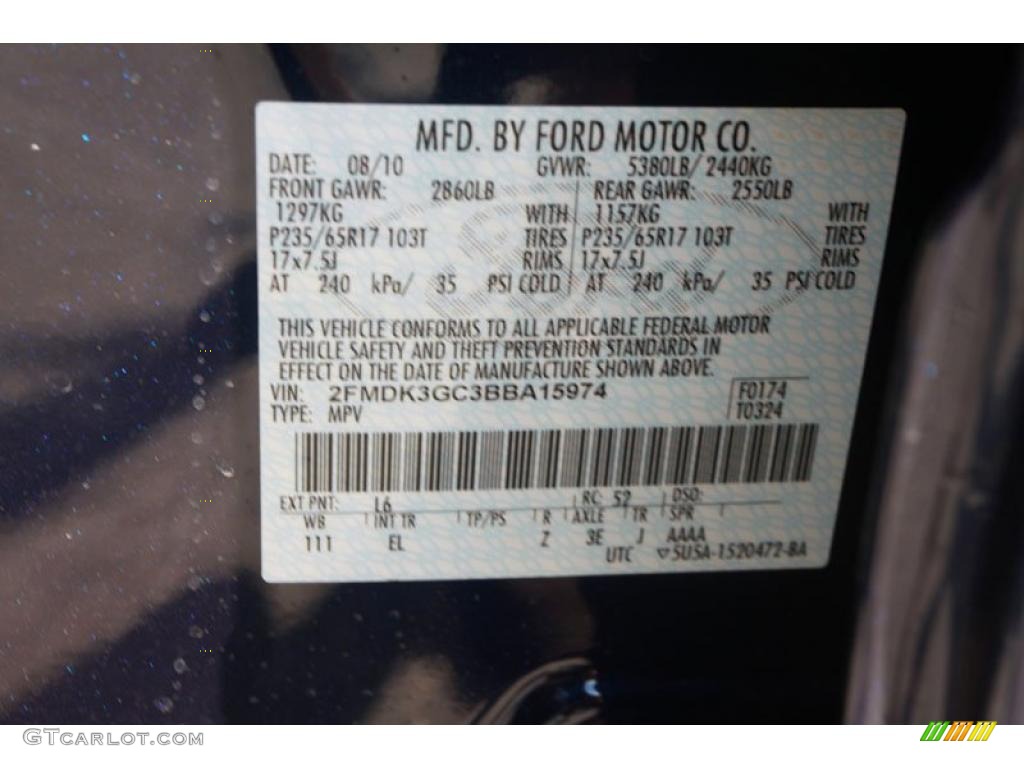 MFD. BY FORD MOTOR CO.
DATE: 08/10 GVWR: 5380LB/ 2440KG
FRONT GAWR: 2860LB REAR GAWR: 2550LB
1297KG WITH 1157KG WITH
P235/65R17 103T TIRES P235/65R17 103T TIRES
17x7.5J RIMS 17x7.5J RIMS
AT 240 kPa/ 35 PSI COLD AT 240 kPa/ 35 PSI COLD
THIS VEHICLE CONFORMS TO ALL APPLICABLE FEDERAL MOTOR
VEHICLE SAFETY AND THEFT PREVENTION STANDARDS IN
EFFECT ON THE DATE OF MANUFACTURE SHOWN ABOVE.
VIN: 2FMDK3GC3BBA15974 F0174
TYPE: MPV T0324
EXT PNT: L6 RC: 52 DSO:
WB INT TR TP/PS R AXLE TR SPR
111 EL Z 3E J AAAA
UTC ▽5U5A-1520472-BA
GTCARLOT.COM